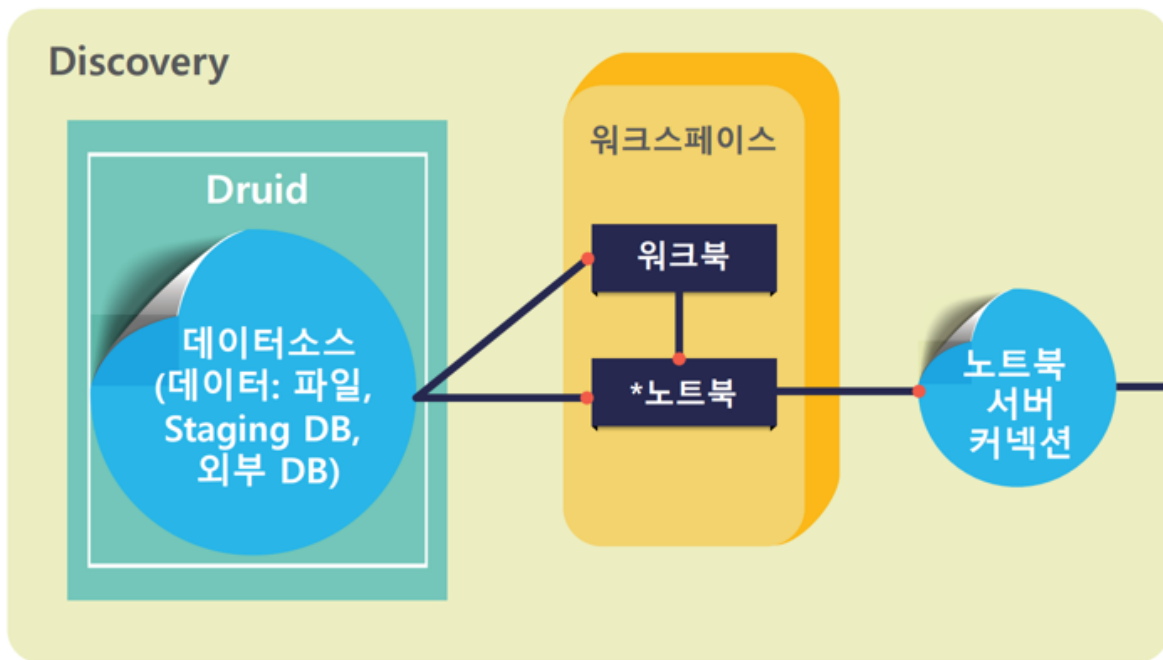 Discovery
Druid
데이터소스
(데이터: 파일,
Staging DB,
외부 DB)
워크스페이스
워크북
*노트북
노트북
서버
커넥션